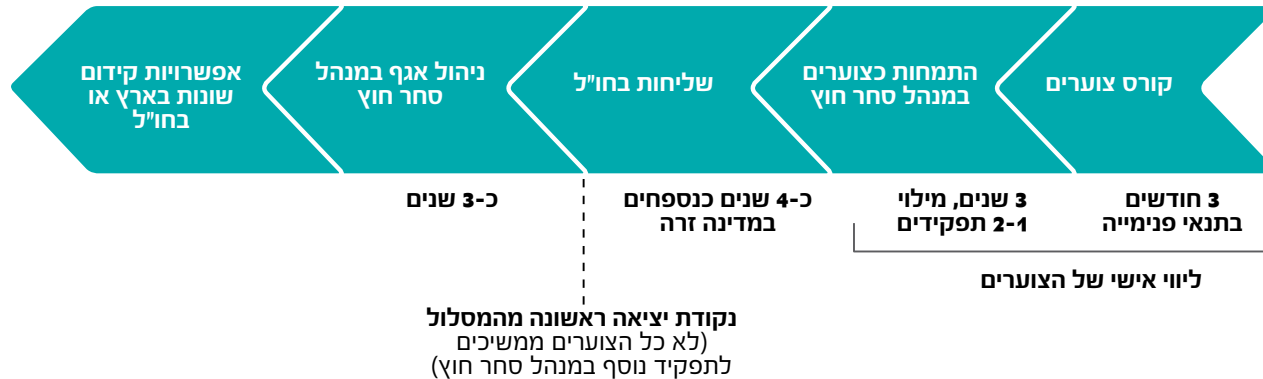 קורס צוערים
התמחות כצוערים
במנהל סחר חוץ
שליחות בחו"ל
ניהול אגף במנהל
סחר חוץ
אפשרויות קידום
שונות בארץ או
בחו"ל
3 חודשים
בתנאי פנימייה
3 שנים, מילוי
2-1 תפקידים
כ-4 שנים כנספחים
במדינה זרה
כ-3 שנים
ליווי אישי של הצוערים
נקודת יציאה ראשונה מהמסלול
(לא כל הצוערים ממשיכים
לתפקיד נוסף במנהל סחר חוץ)